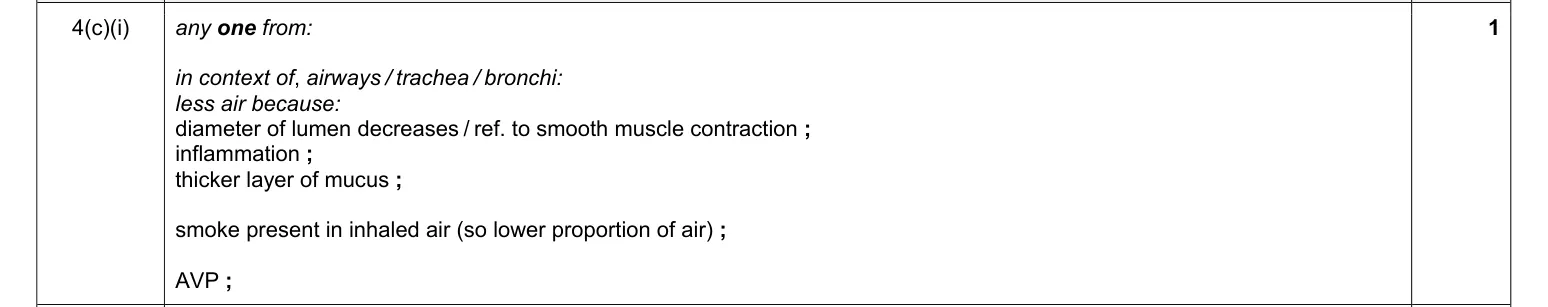 4(c)(i) any one from: 1
in context of, airways / trachea / bronchi:
less air because:
diameter of lumen decreases / ref. to smooth muscle contraction ;
inflammation ;
thicker layer of mucus ;
smoke present in inhaled air (so lower proportion of air) ;
AVP ;